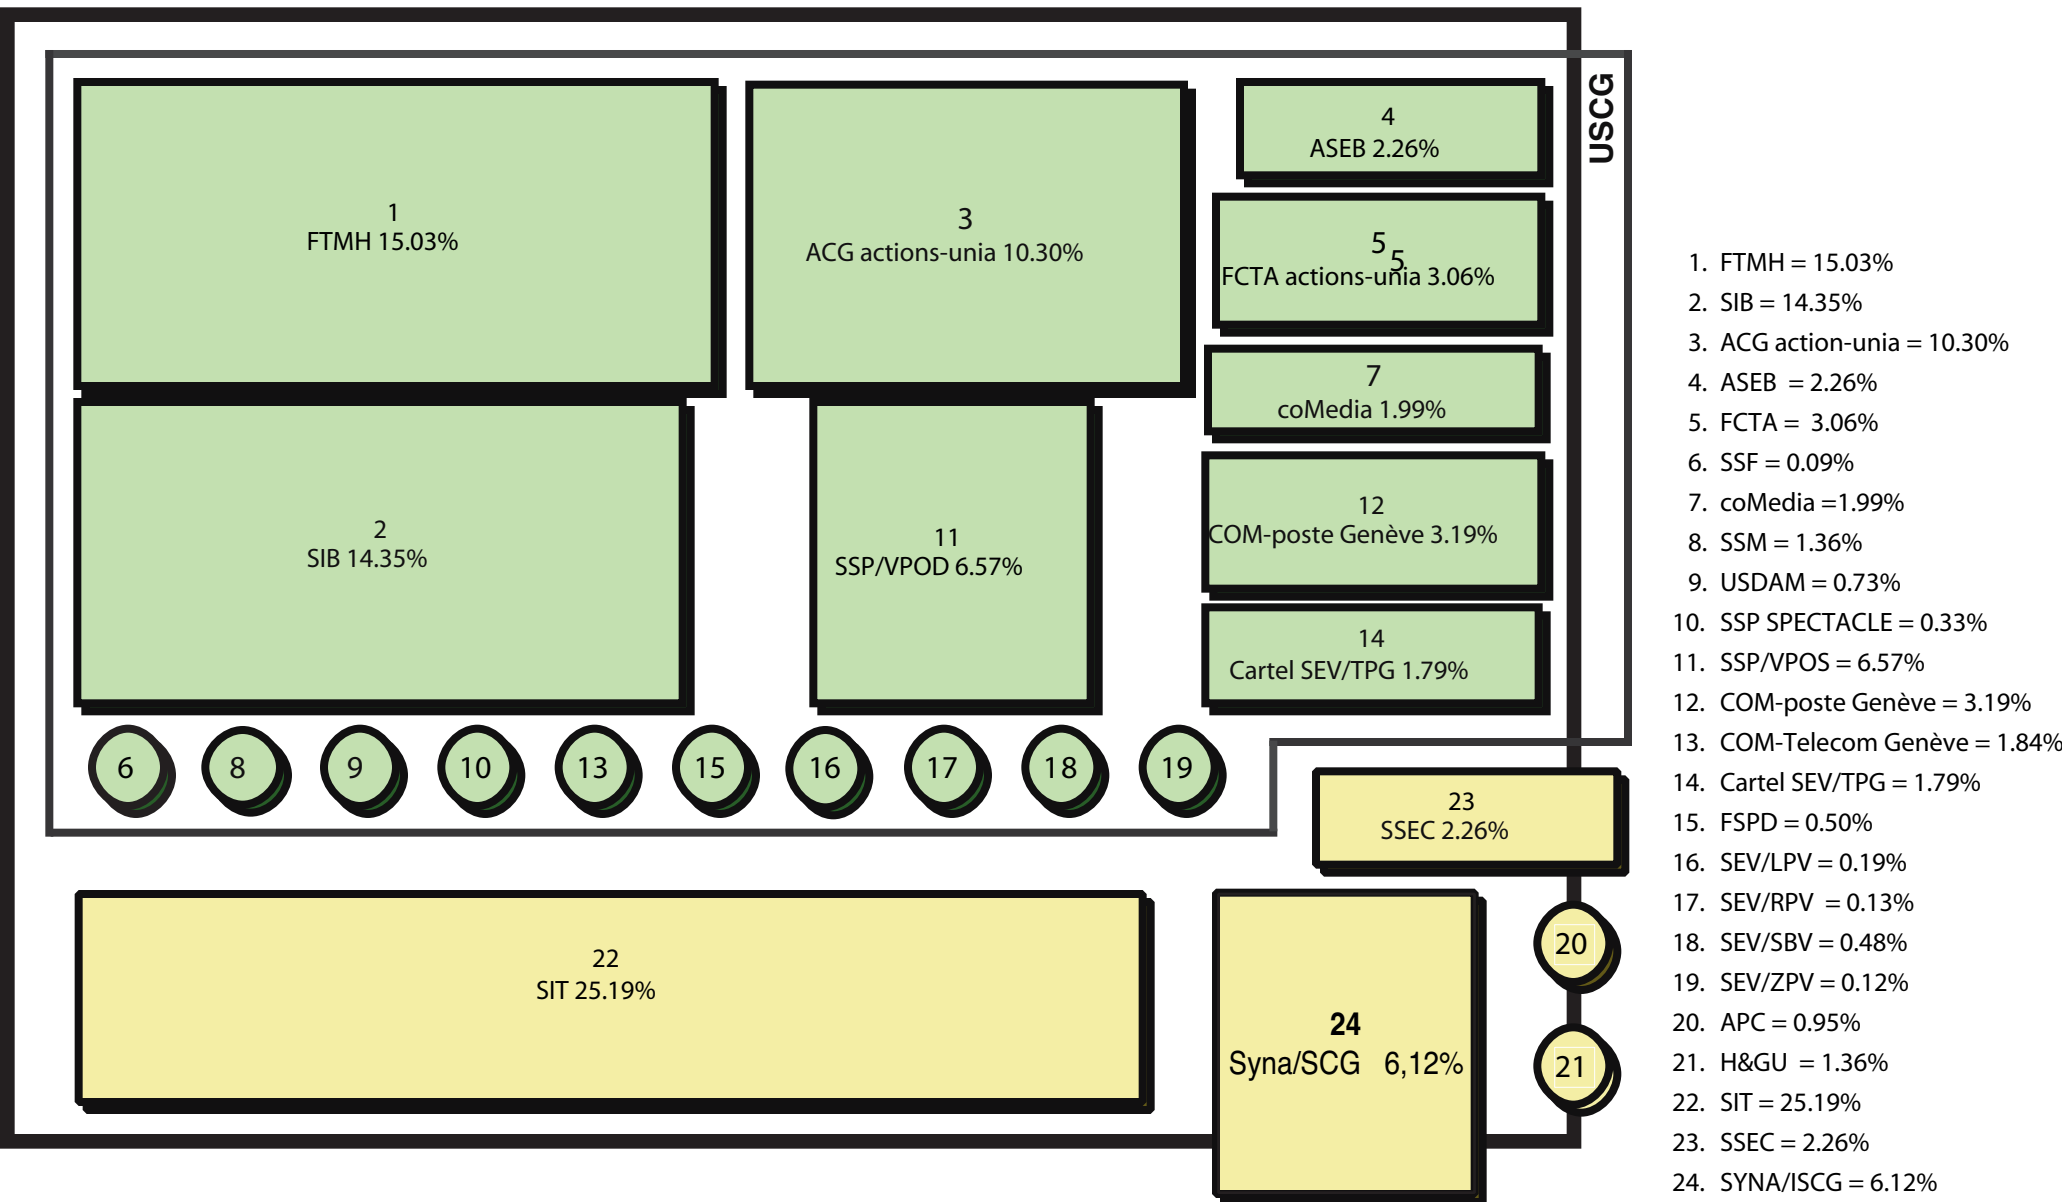 USCG
1
FTMH 15.03%
3
ACG actions-unia 10.30%
4
ASEB 2.26%
5
5
FCTA actions-unia 3.06%
7
coMedia 1.99%
2
SIB 14.35%
11
SSP/VPOD 6.57%
12
COM-poste Genève 3.19%
14
Cartel SEV/TPG 1.79%
6
8
9
10
13
15
16
17
18
19
23
SSEC 2.26%
22
SIT 25.19%
24
Syna/SCG 6,12%
20
21
1. FTMH = 15.03%
2. SIB = 14.35%
3. ACG action-unia = 10.30%
4. ASEB = 2.26%
5. FCTA = 3.06%
6. SSF = 0.09%
7. coMedia =1.99%
8. SSM = 1.36%
9. USDAM = 0.73%
10. SSP SPECTACLE = 0.33%
11. SSP/VPOS = 6.57%
12. COM-poste Genève = 3.19%
13. COM-Telecom Genève = 1.84%
14. Cartel SEV/TPG = 1.79%
15. FSPD = 0.50%
16. SEV/LPV = 0.19%
17. SEV/RPV = 0.13%
18. SEV/SBV = 0.48%
19. SEV/ZPV = 0.12%
20. APC = 0.95%
21. H&GU = 1.36%
22. SIT = 25.19%
23. SSEC = 2.26%
24. SYNA/ISCG = 6.12%